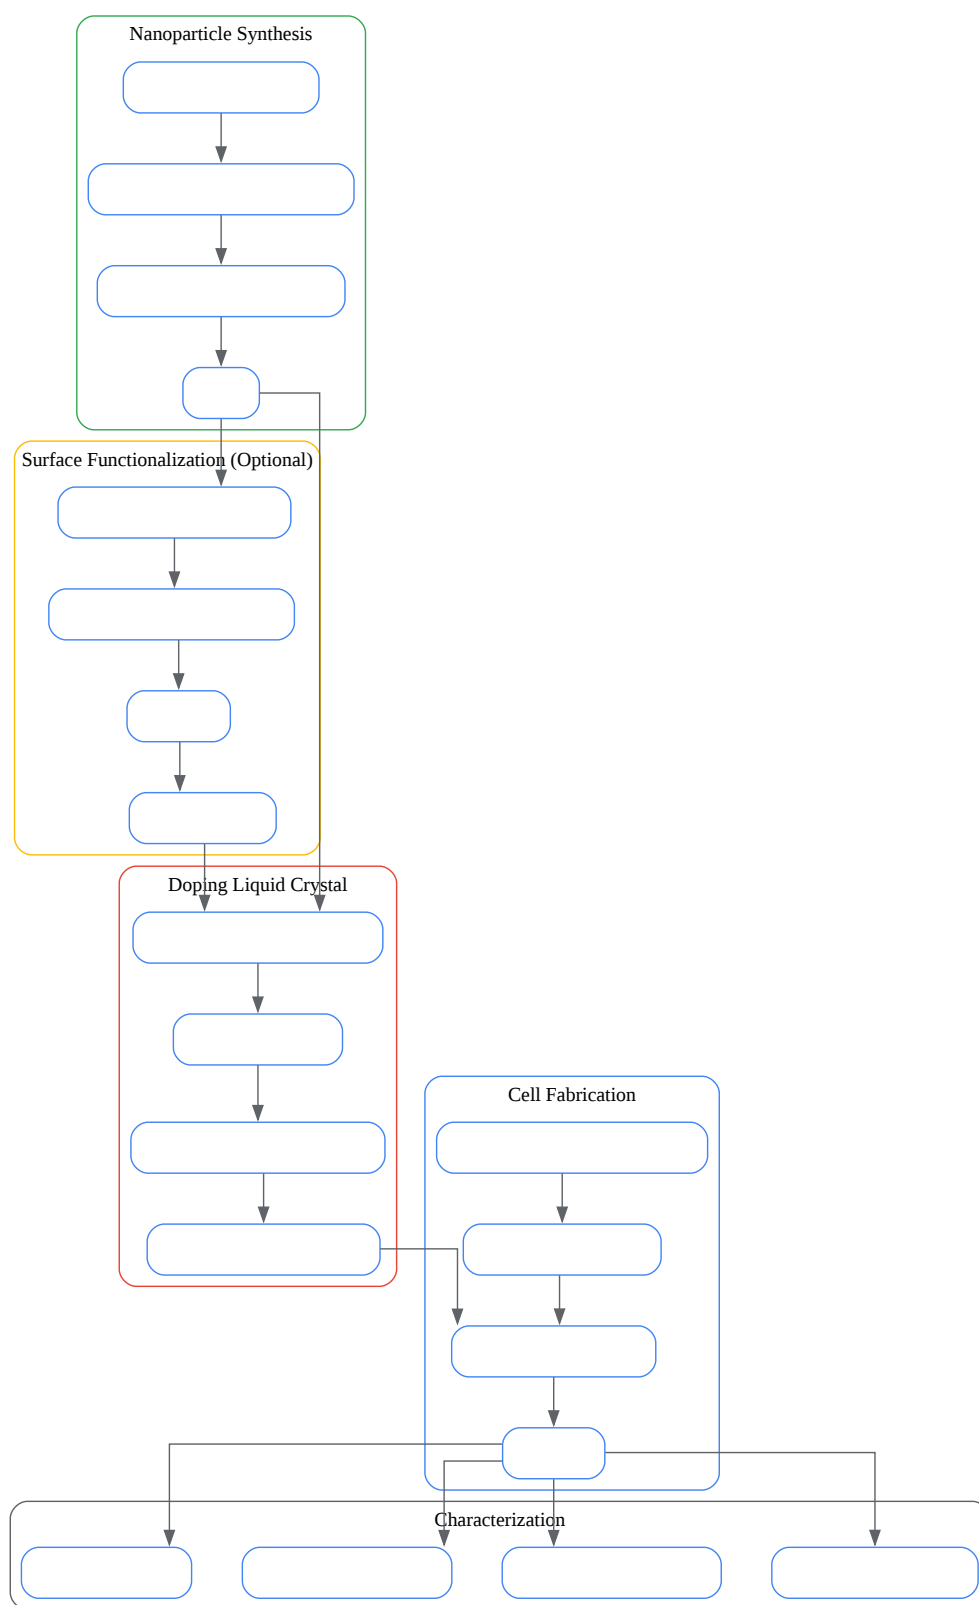 Nanoparticle Synthesis
Surface Functionalization (Optional)
Doping Liquid Crystal
Cell Fabrication
Characterization